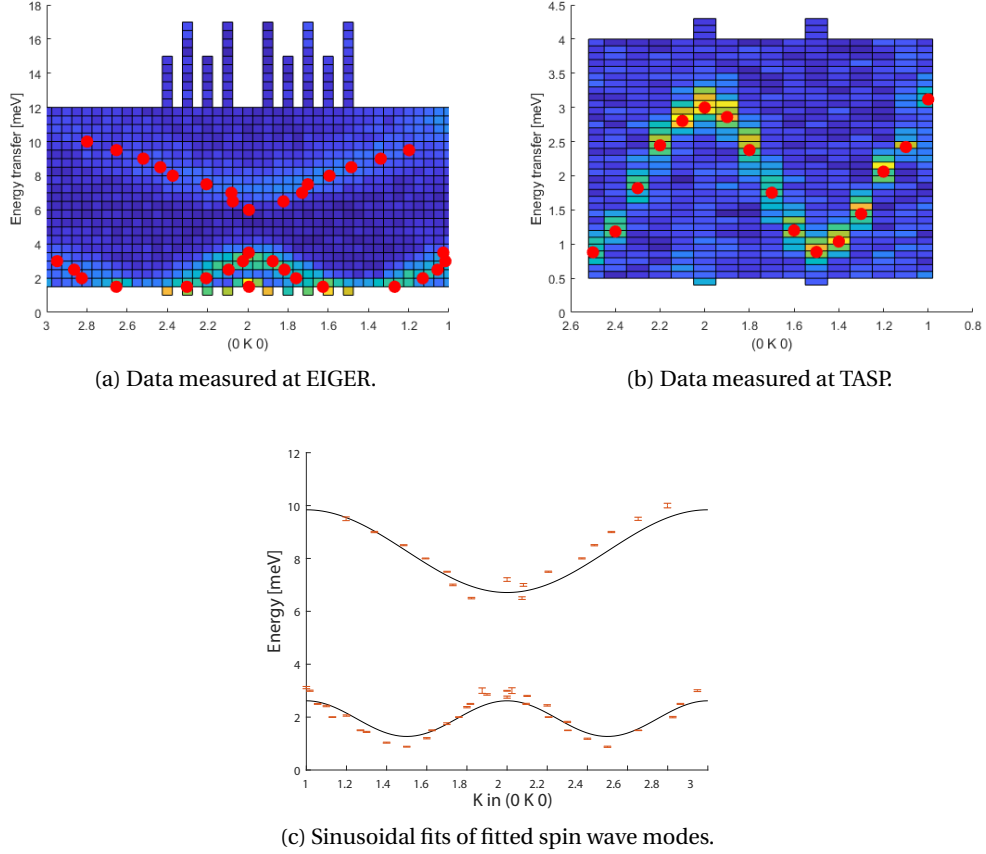 18
16
14
12
10
8
6
4
2
0
Energy transfer [meV]
3 2.8 2.6 2.4 2.2 2 1.8 1.6 1.4 1.2 1
(0 K 0)
(a) Data measured at EIGER.
4.5
4
3.5
3
2.5
2
1.5
1
0.5
0
Energy transfer [meV]
2.6 2.4 2.2 2 1.8 1.6 1.4 1.2 1 0.8
(0 K 0)
(b) Data measured at TASP.
12
10
8
6
4
2
0
Energy [meV]
1 1.2 1.4 1.6 1.8 2 2.2 2.4 2.6 2.8 3
K in (0 K 0)
(c) Sinusoidal fits of fitted spin wave modes.